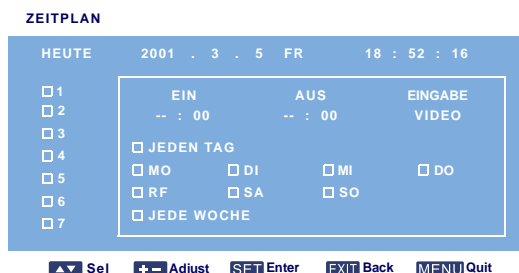 ZEITPLAN
HEUTE 2001 . 3 . 5 FR 18 : 52 : 16
1
2
3
4
5
6
7
EIN AUS EINGABE
-- : 00 -- : 00 VIDEO
JEDEN TAG
MO DI MI DO
RF SA SO
JEDE WOCHE
▲▼ Sel + − Adjust SET Enter EXIT Back MENU Quit